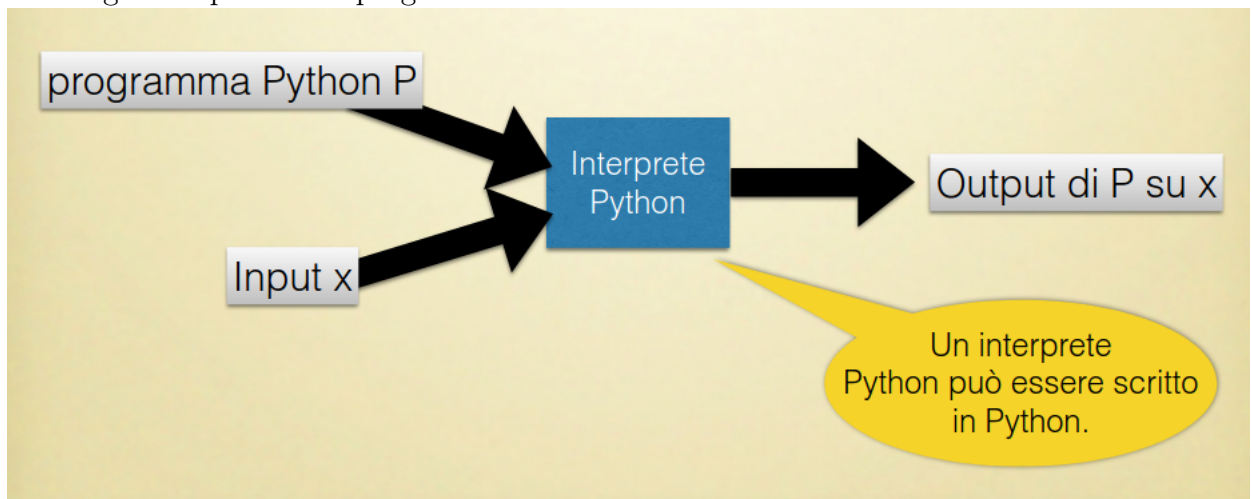 programma Python P
Interprete
Python
Output di P su x
Input x
Un interprete
Python può essere scritto
in Python.